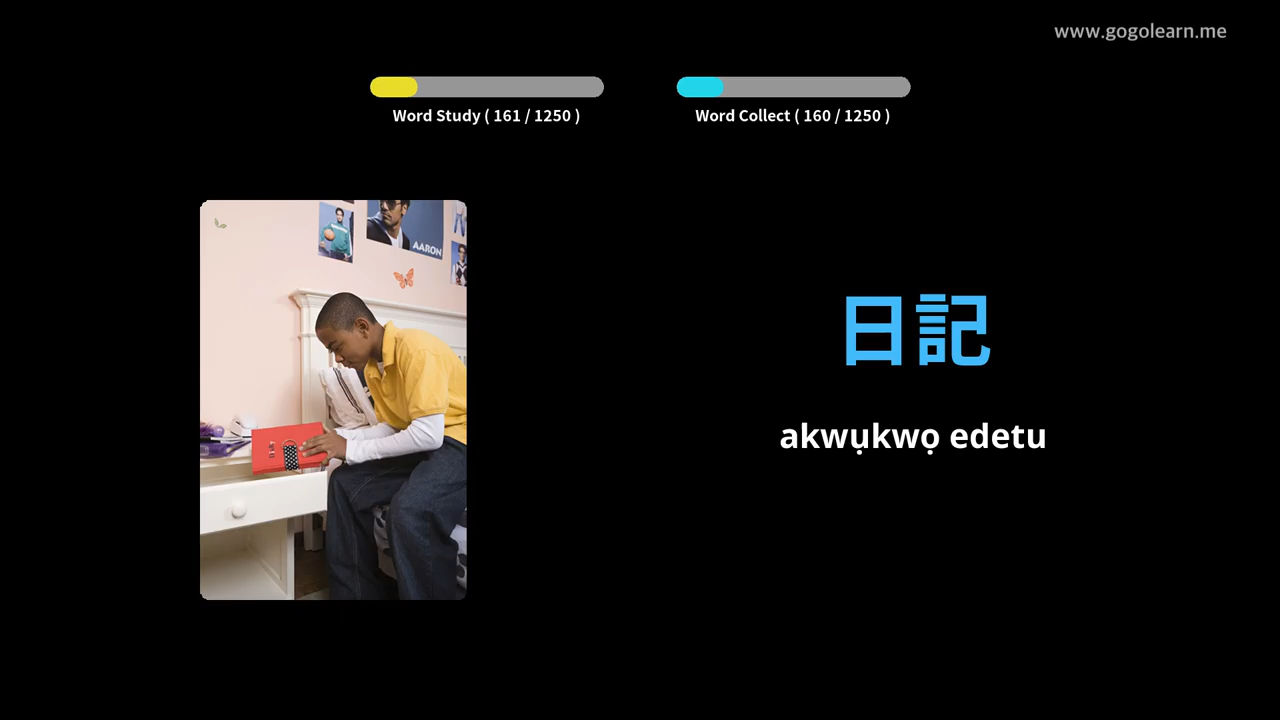 www.gogolearn.me
Word Study ( 161 / 1250 )
Word Collect ( 160 / 1250 )
AARON
日記
akwụkwọ edetu